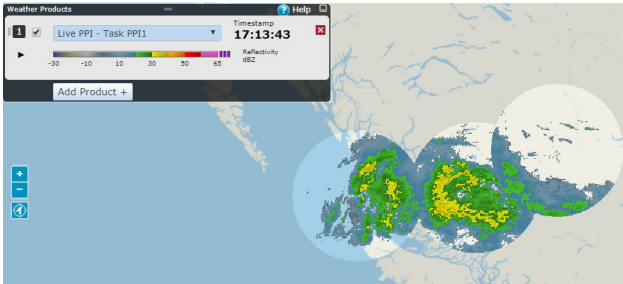 Weather Products
? Help
1
Live PPI - Task PPI1
Timestamp
17:13:43
Reflectivity
dBZ
-30 -10 10 30 50 65
Add Product +
+
−